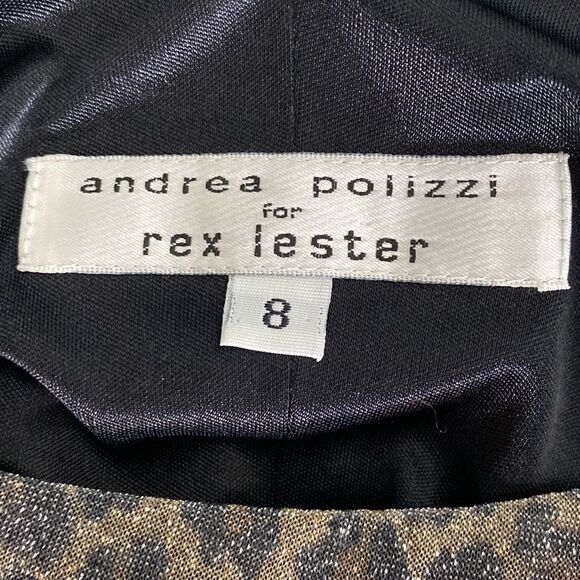 andrea polizzi
for
rex lester
8